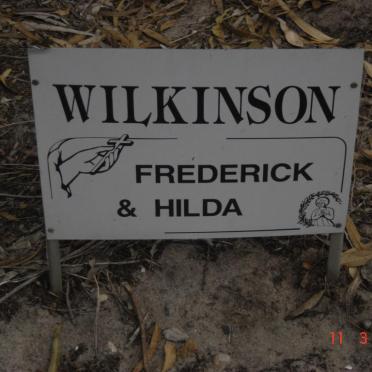 WILKINSON
FREDERICK
& HILDA
11 3